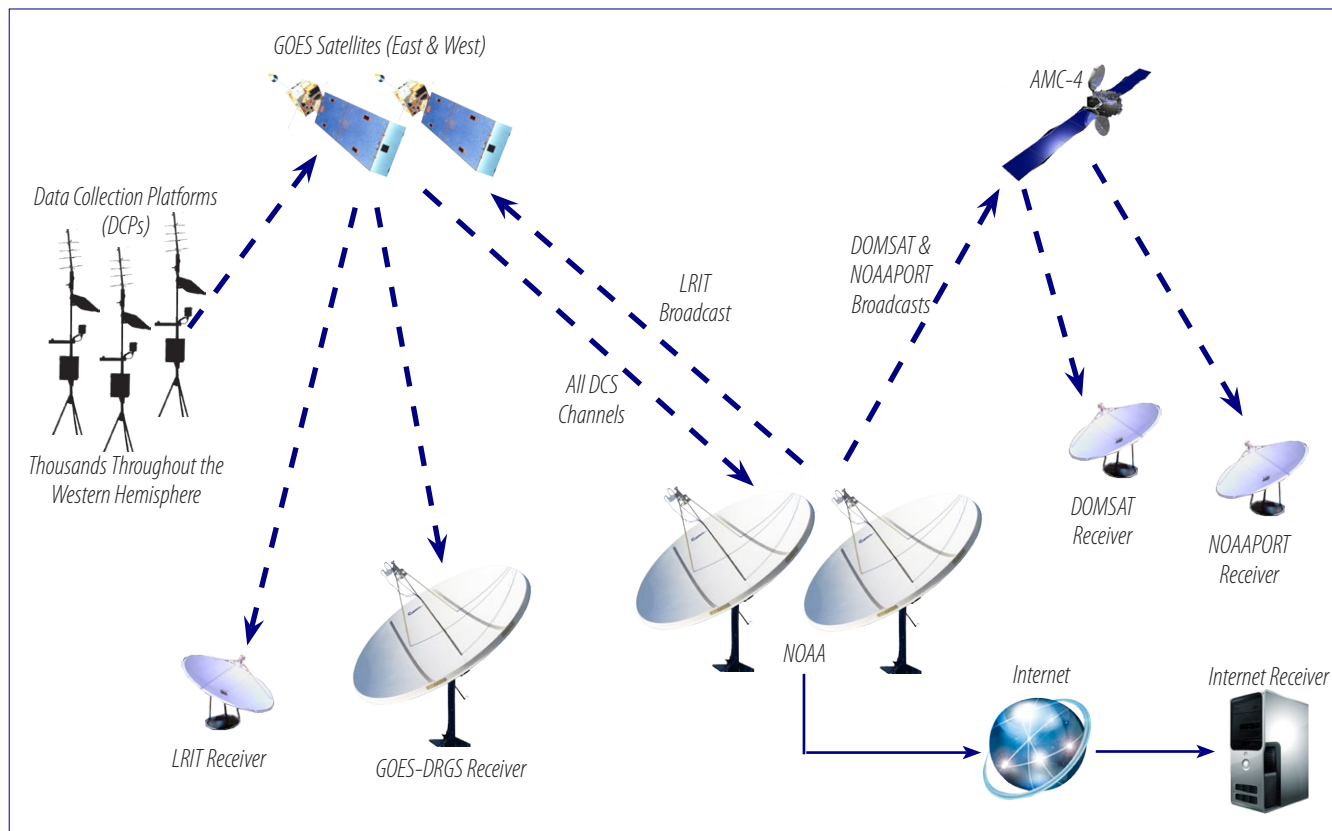 GOES Satellites (East & West)
AMC-4
Data Collection Platforms
(DCPs)
DOMSAT &
NOAAPORT
Broadcasts
LRIT
Broadcast
All DCS
Channels
Thousands Throughout the
Western Hemisphere
DOMSAT
Receiver
NOAAPORT
Receiver
NOAA
Internet
Internet Receiver
LRIT Receiver
GOES-DRGS Receiver